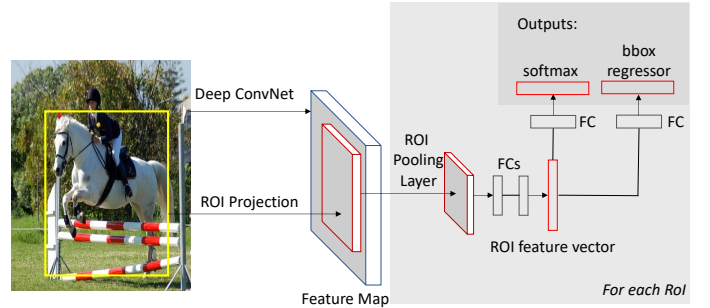 Outputs:
softmax
bbox
regressor
Deep ConvNet
FC
FC
ROI
Pooling
Layer
FCs
ROI Projection
ROI feature vector
For each RoI
Feature Map